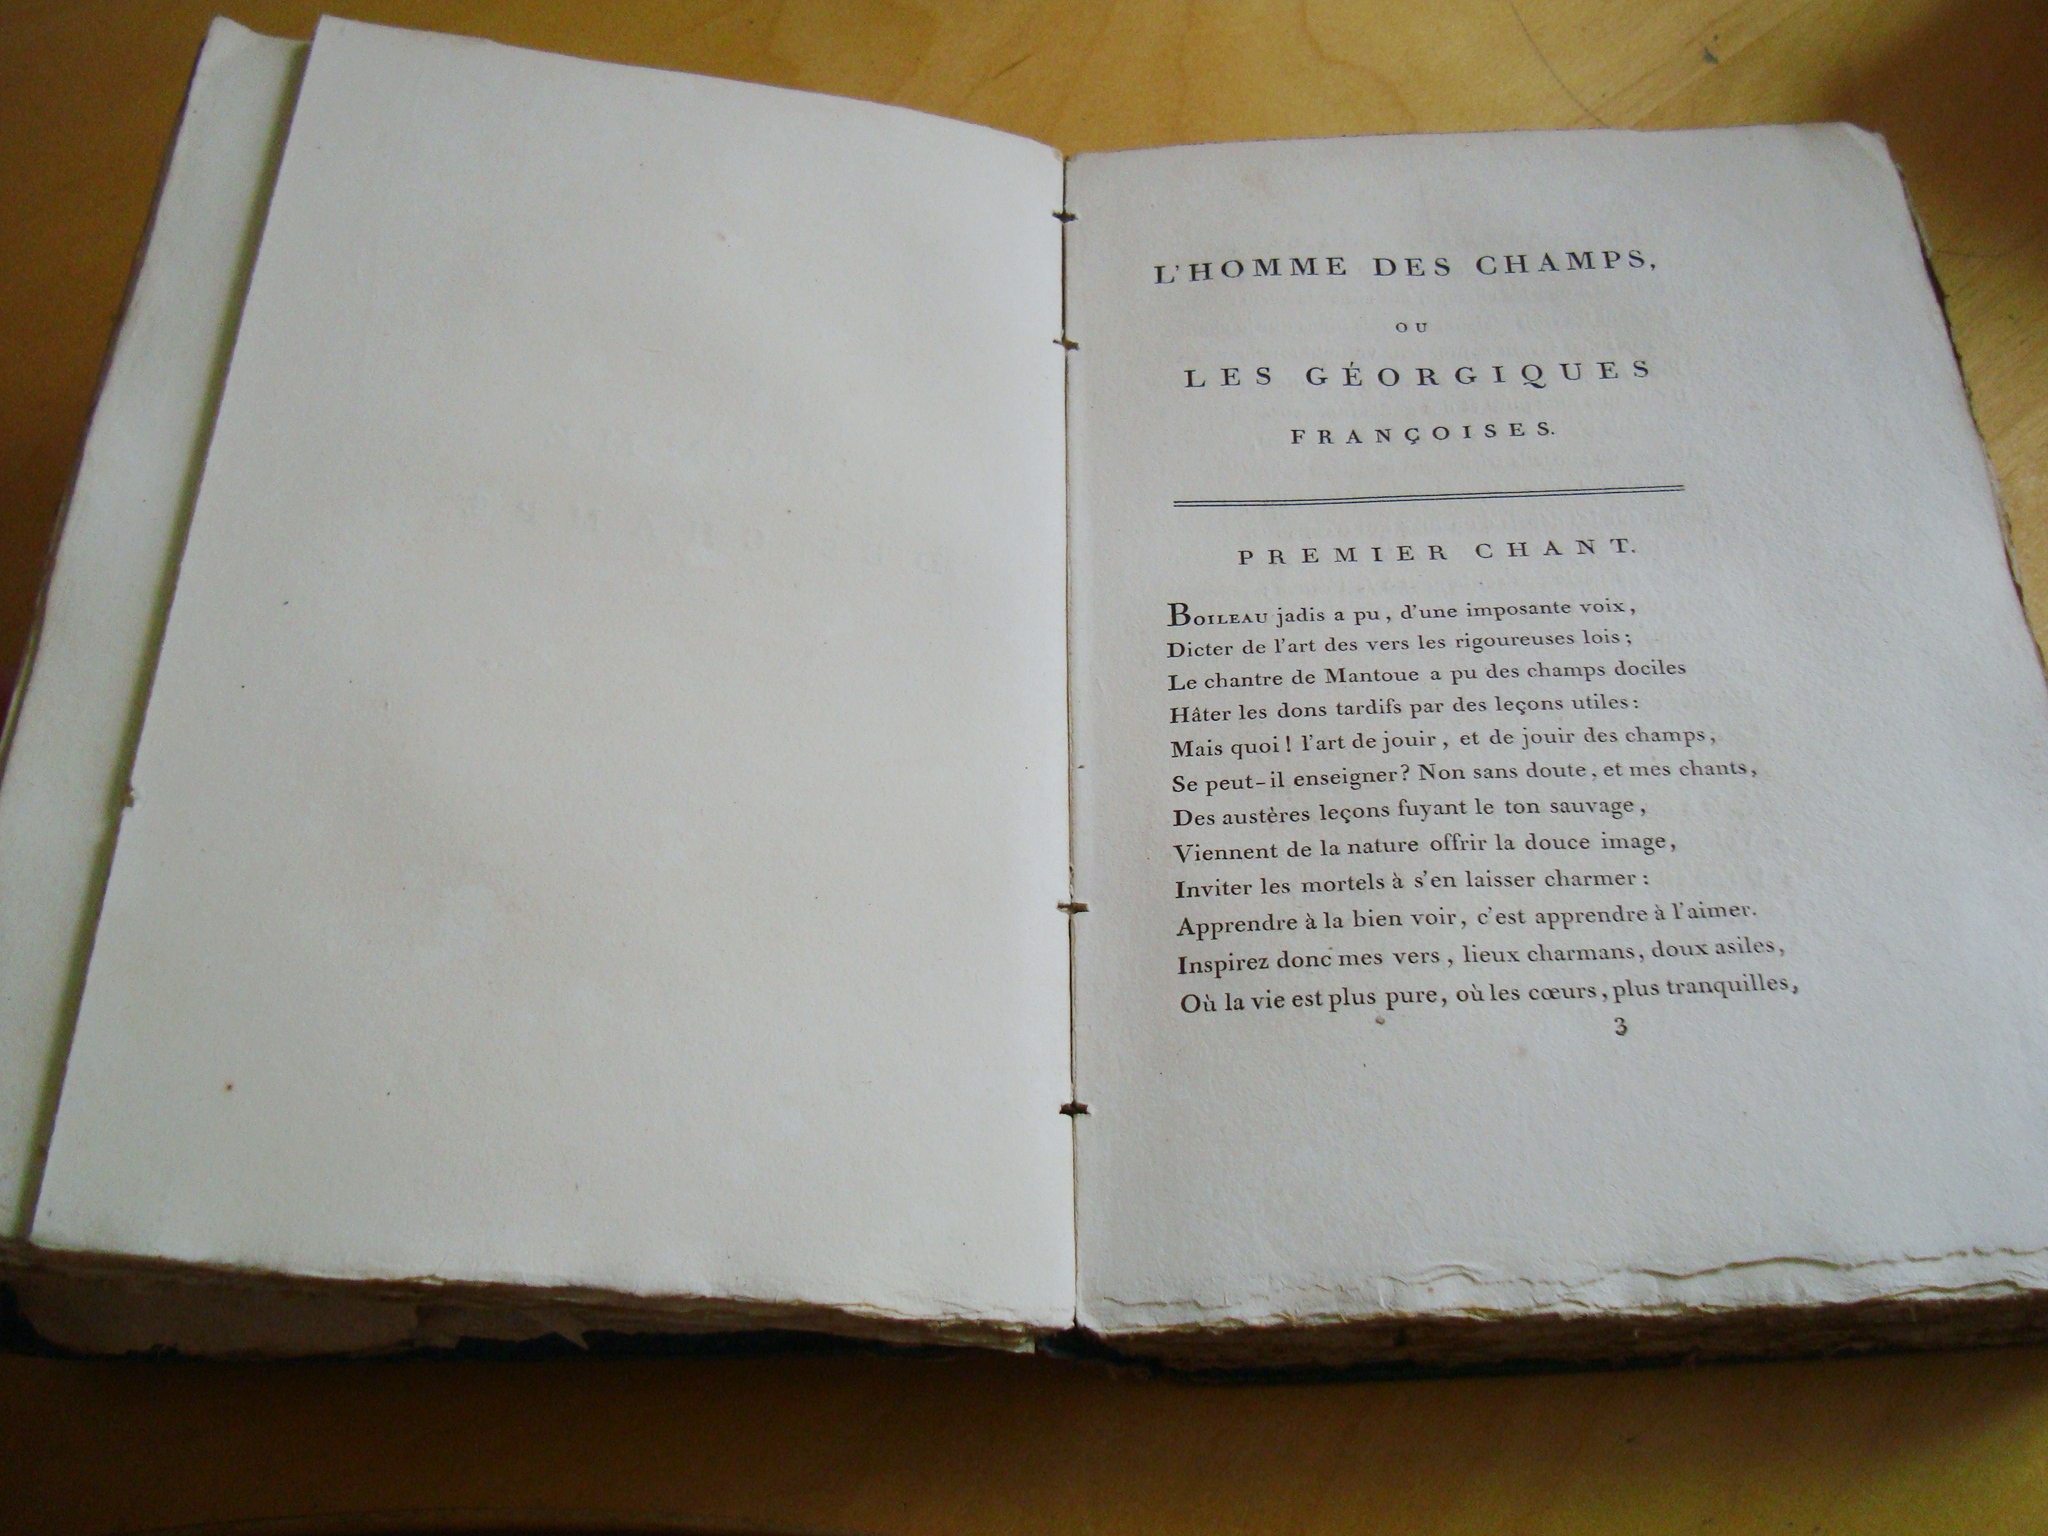 L'HOMME DES CHAMPS,
OU
LES GÉORGIQUES
FRANÇOISES.
PREMIER CHANT.
BOILEAU jadis a pu, d'une imposante voix,
Dicter de l'art des vers les rigoureuses lois;
Le chantre de Mantoue a pu des champs dociles
Hâter les dons tardifs par des leçons utiles:
Mais quoi! l'art de jouir, et de jouir des champs,
Se peut-il enseigner? Non sans doute, et mes chants,
Des austères leçons fuyant le ton sauvage,
Viennent de la nature offrir la douce image,
Inviter les mortels à s'en laisser charmer:
Apprendre à la bien voir, c'est apprendre à l'aimer.
Inspirez donc mes vers, lieux charmans, doux asiles,
Où la vie est plus pure, où les cœurs, plus tranquilles,
3